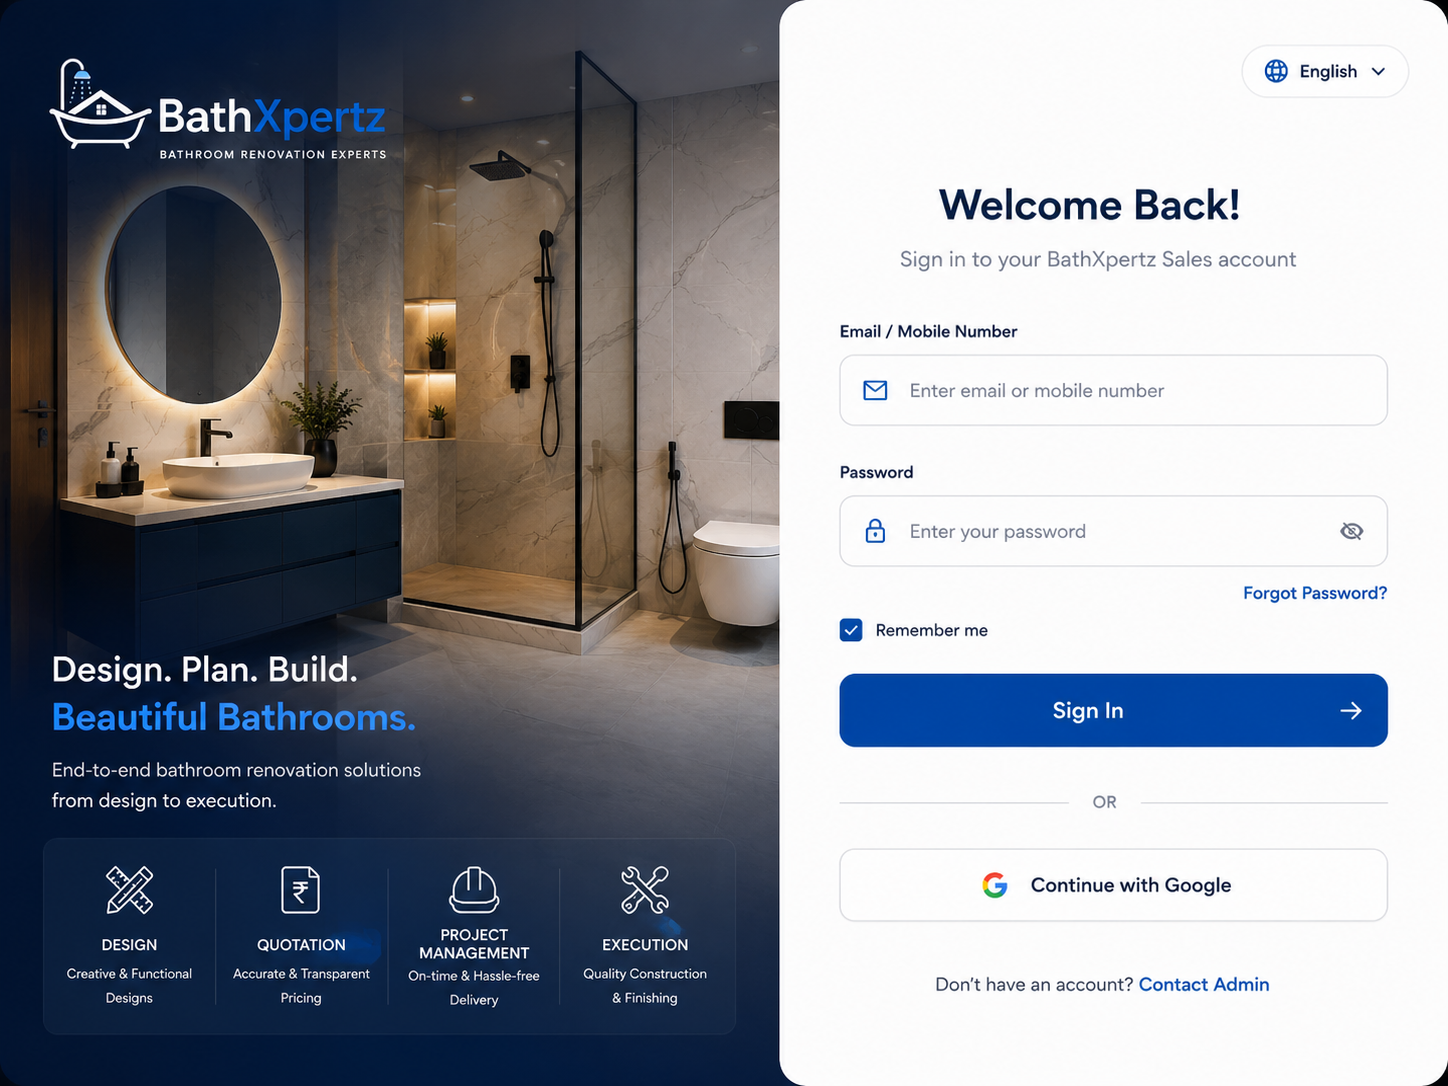 BathXpertz
BATHROOM RENOVATION EXPERTS
Design. Plan. Build.
Beautiful Bathrooms.
End-to-end bathroom renovation solutions
from design to execution.
DESIGN
Creative & Functional
Designs
₹
QUOTATION
Accurate & Transparent
Pricing
PROJECT
MANAGEMENT
On-time & Hassle-free
Delivery
EXECUTION
Quality Construction
& Finishing
English
Welcome Back!
Sign in to your BathXpertz Sales account
Email / Mobile Number
Enter email or mobile number
Password
Enter your password
Forgot Password?
Remember me
Sign In
OR
Continue with Google
Don't have an account? Contact Admin